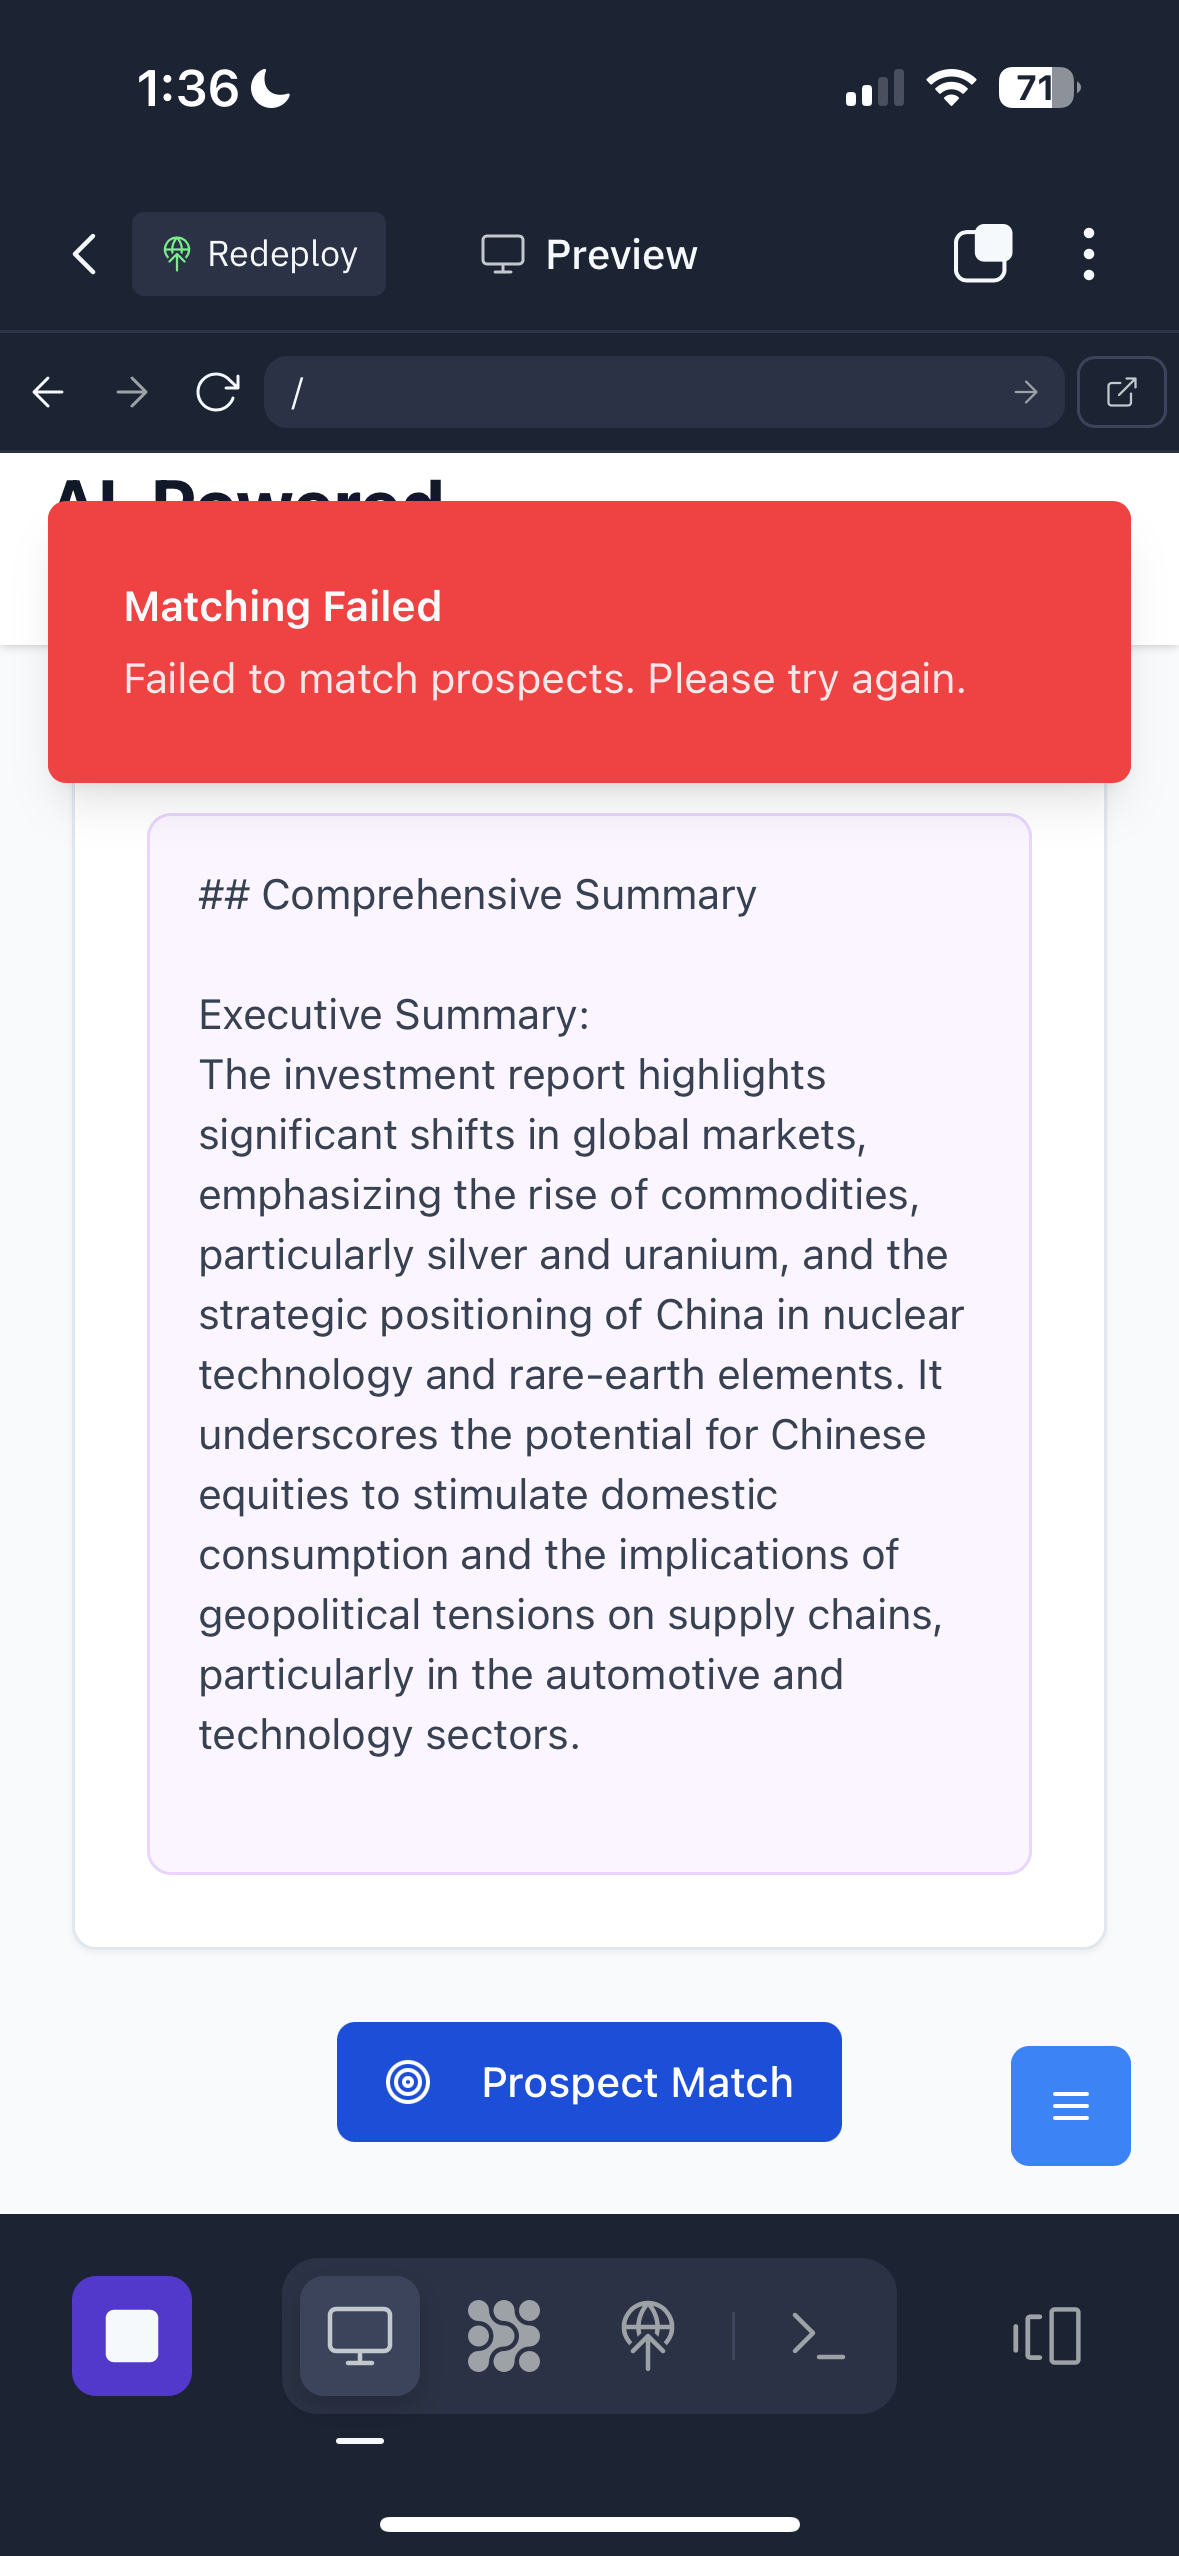 1:36
71
Redeploy
Preview
/
AI-Powered
Matching Failed
Failed to match prospects. Please try again.
## Comprehensive Summary
Executive Summary:
The investment report highlights
significant shifts in global markets,
emphasizing the rise of commodities,
particularly silver and uranium, and the
strategic positioning of China in nuclear
technology and rare-earth elements. It
underscores the potential for Chinese
equities to stimulate domestic
consumption and the implications of
geopolitical tensions on supply chains,
particularly in the automotive and
technology sectors.
Prospect Match